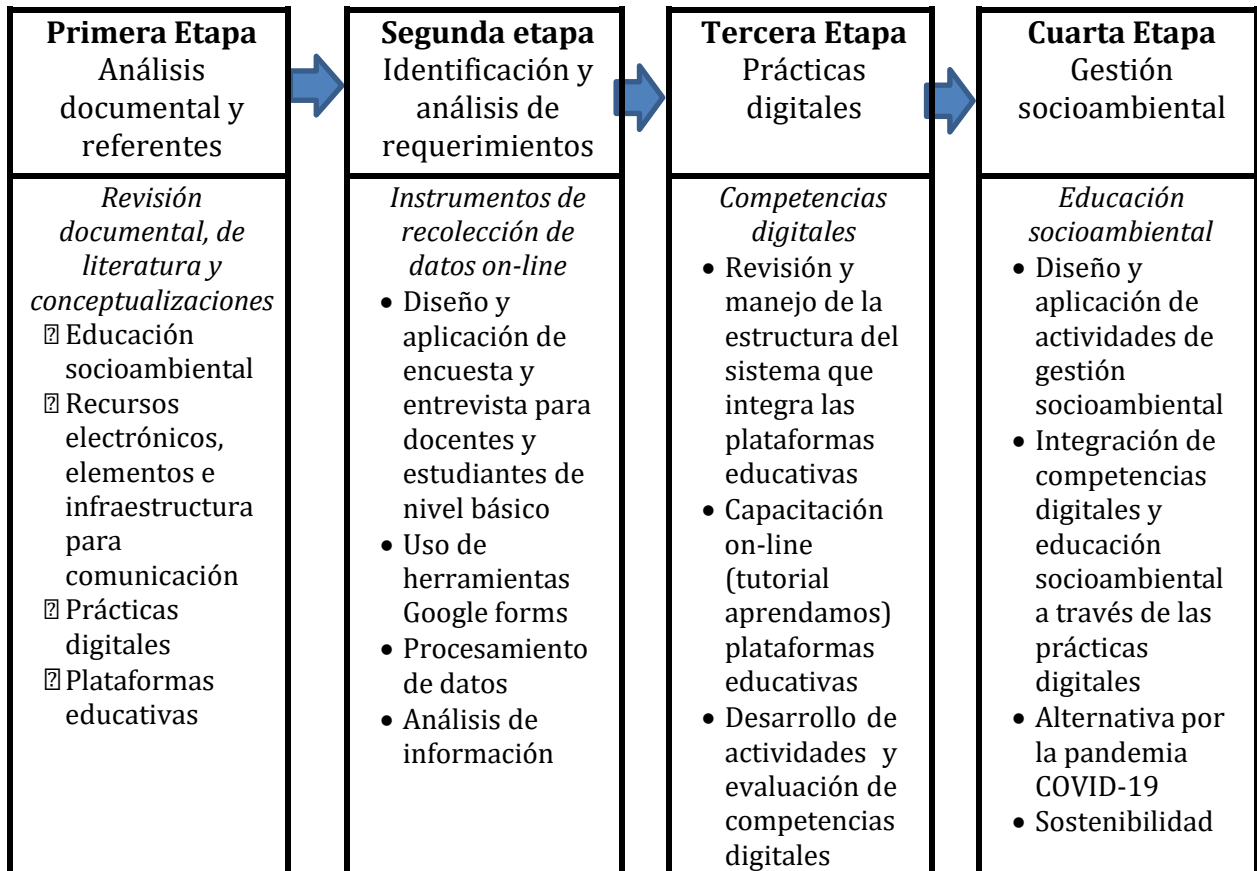 Primera Etapa
Análisis
documental y
referentes
Revisión
documental, de
literatura y
conceptualizaciones
⍰ Educación
socioambiental
⍰ Recursos
electrónicos,
elementos e
infraestructura
para
comunicación
⍰ Prácticas
digitales
⍰ Plataformas
educativas
Segunda etapa
Identificación y
análisis de
requerimientos
Instrumentos de
recolección de
datos on-line
• Diseño y
aplicación de
encuesta y
entrevista para
docentes y
estudiantes de
nivel básico
• Uso de
herramientas
Google forms
• Procesamiento
de datos
• Análisis de
información
Tercera Etapa
Prácticas
digitales
Competencias
digitales
• Revisión y
manejo de la
estructura del
sistema que
integra las
plataformas
educativas
• Capacitación
on-line
(tutorial
aprendamos)
plataformas
educativas
• Desarrollo de
actividades y
evaluación de
competencias
digitales
Cuarta Etapa
Gestión
socioambiental
Educación
socioambiental
• Diseño y
aplicación de
actividades de
gestión
socioambiental
• Integración de
competencias
digitales y
educación
socioambiental
a través de las
prácticas
digitales
• Alternativa por
la pandemia
COVID-19
• Sostenibilidad